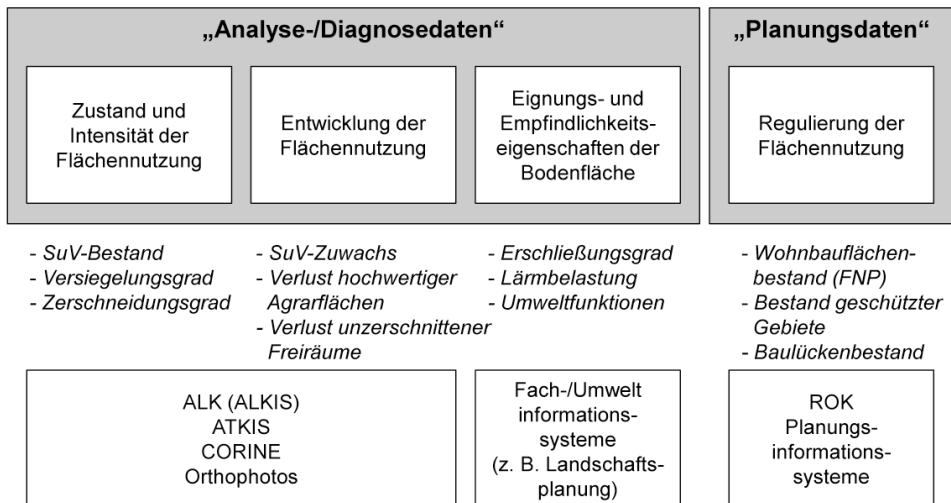 „Analyse-/Diagnosedaten“
„Planungsdaten“
Zustand und
Intensität der
Flächennutzung
Entwicklung der
Flächennutzung
Eignungs- und
Empfindlichkeits-
eigenschaften der
Bodenfläche
Regulierung der
Flächennutzung
- SuV-Bestand
- Versiegelungsgrad
- Zerschneidungsgrad
- SuV-Zuwachs
- Verlust hochwertiger
Agrarflächen
- Verlust unzerschnittener
Freiräume
- Erschließungsgrad
- Lärmbelastung
- Umweltfunktionen
- Wohnbauflächen-
bestand (FNP)
- Bestand geschützter
Gebiete
- Baulückenbestand
ALK (ALKIS)
ATKIS
CORINE
Orthophotos
Fach-/Umwelt
informations-
systeme
(z. B. Landschafts-
planung)
ROK
Planungs-
informations-
systeme